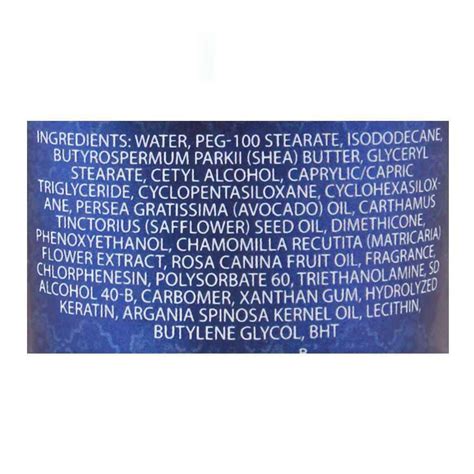 INGREDIENTS: WATER, PEG-100 STEARATE, ISODODECANE,
BUTYROSPERMUM PARKII (SHEA) BUTTER, GLYCERYL
STEARATE, CETYL ALCOHOL, CAPRYLIC/CAPRIC
TRIGLYCERIDE, CYCLOPENTASILOXANE, CYCLOHEXASILOX-
ANE, PERSEA GRATISSIMA (AVOCADO) OIL, CARTHAMUS
TINCTORIUS (SAFFLOWER) SEED OIL, DIMETHICONE,
PHENOXYETHANOL, CHAMOMILLA RECUTITA (MATRICARIA)
FLOWER EXTRACT, ROSA CANINA FRUIT OIL, FRAGRANCE,
CHLORPHENESIN, POLYSORBATE 60, TRIETHANOLAMINE, SD
ALCOHOL 40-B, CARBOMER, XANTHAN GUM, HYDROLYZED
KERATIN, ARGANIA SPINOSA KERNEL OIL, LECITHIN,
BUTYLENE GLYCOL, BHT